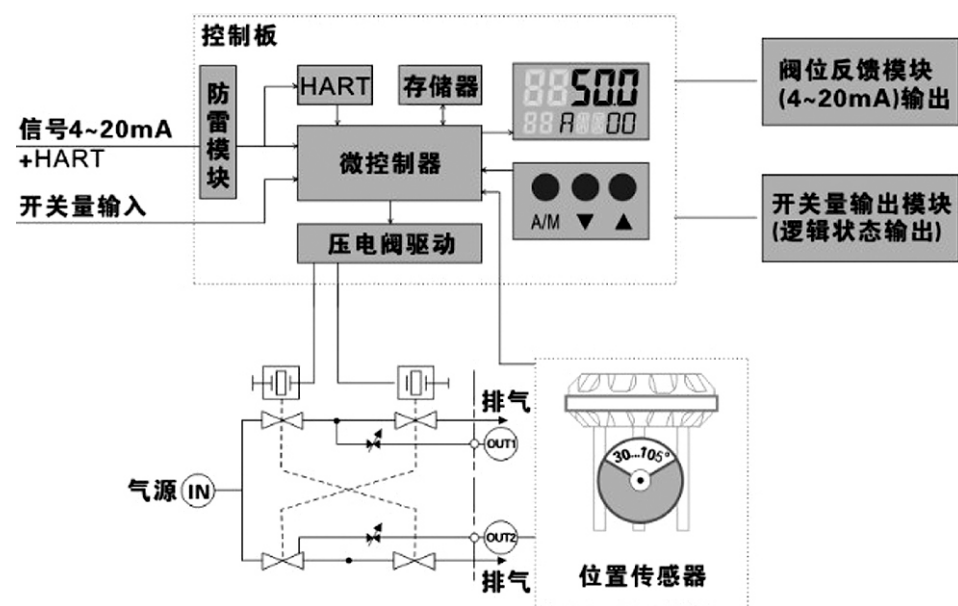 控制板
防雷模块
HART
存储器
信号4~20mA
+HART
微控制器
开关量输入
压电阀驱动
88 50.0
88 A 88 00
A/M ▼ ▲
阀位反馈模块
(4~20mA)输出
开关量输出模块
(逻辑状态输出)
排气
OUT1
气源 IN
OUT2
排气
30...105°
位置传感器